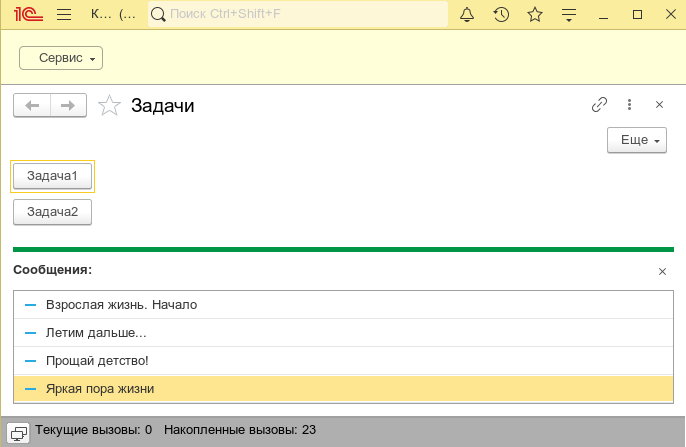 1С К... (... Поиск Ctrl+Shift+F
Сервис
Задачи
Еще
Задача1
Задача2
Сообщения:
Взрослая жизнь. Начало
Летим дальше...
Прощай детство!
Яркая пора жизни
Текущие вызовы: 0 Накопленные вызовы: 23